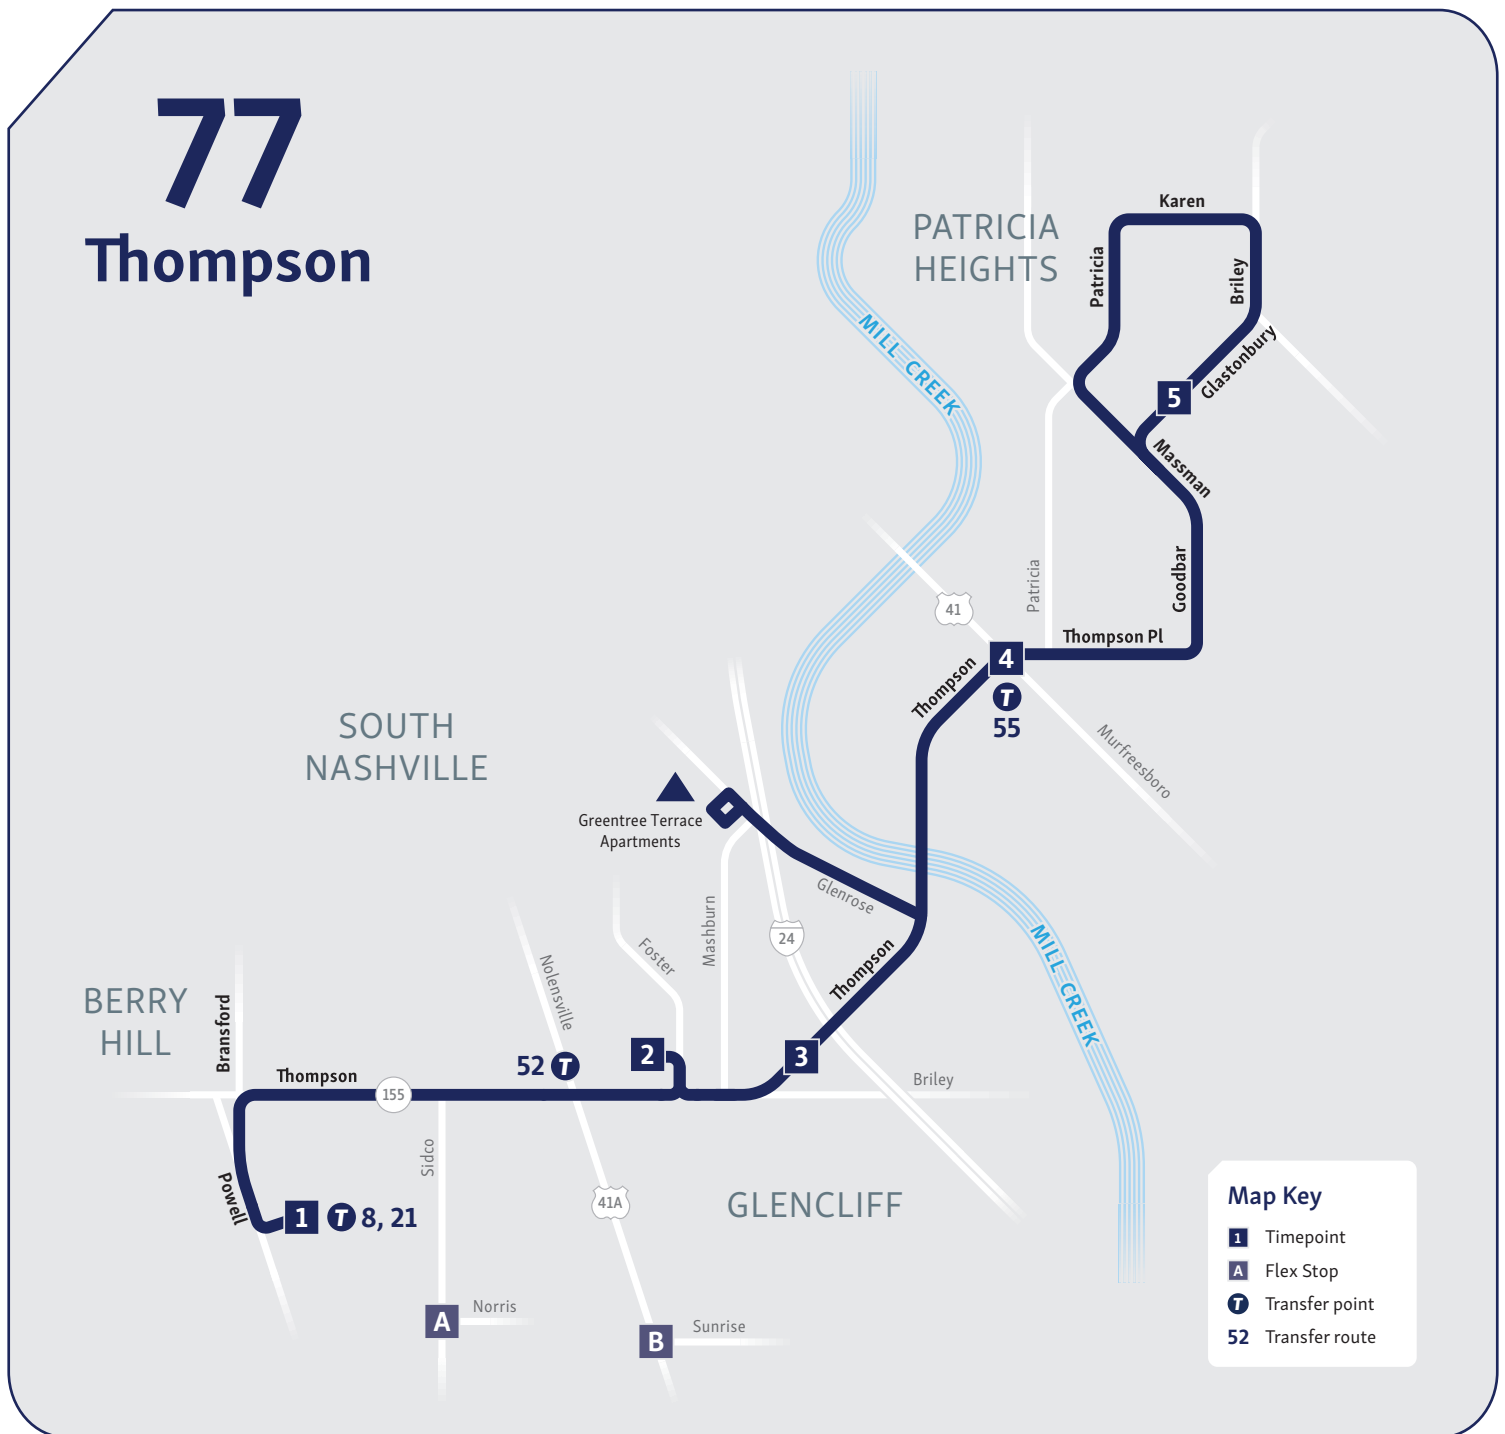 77
Thompson
PATRICIA
HEIGHTS
Karen
Patricia
Briley
MILL CREEK
Glastonbury
5
Massman
41
Patricia
Goodbar
Thompson Pl
4
Thompson
T
55
Murfreesboro
SOUTH
NASHVILLE
Greentree Terrace
Apartments
Glenrose
Mashburn
24
Foster
Nolensville
Thompson
MILL CREEK
BERRY
HILL
Bransford
2
3
52 T
Thompson
155
Briley
Sidco
Powell
1 T 8, 21
41A
GLENCLIFF
A
Norris
B
Sunrise
Map Key
1 Timepoint
A Flex Stop
T Transfer point
52 Transfer route